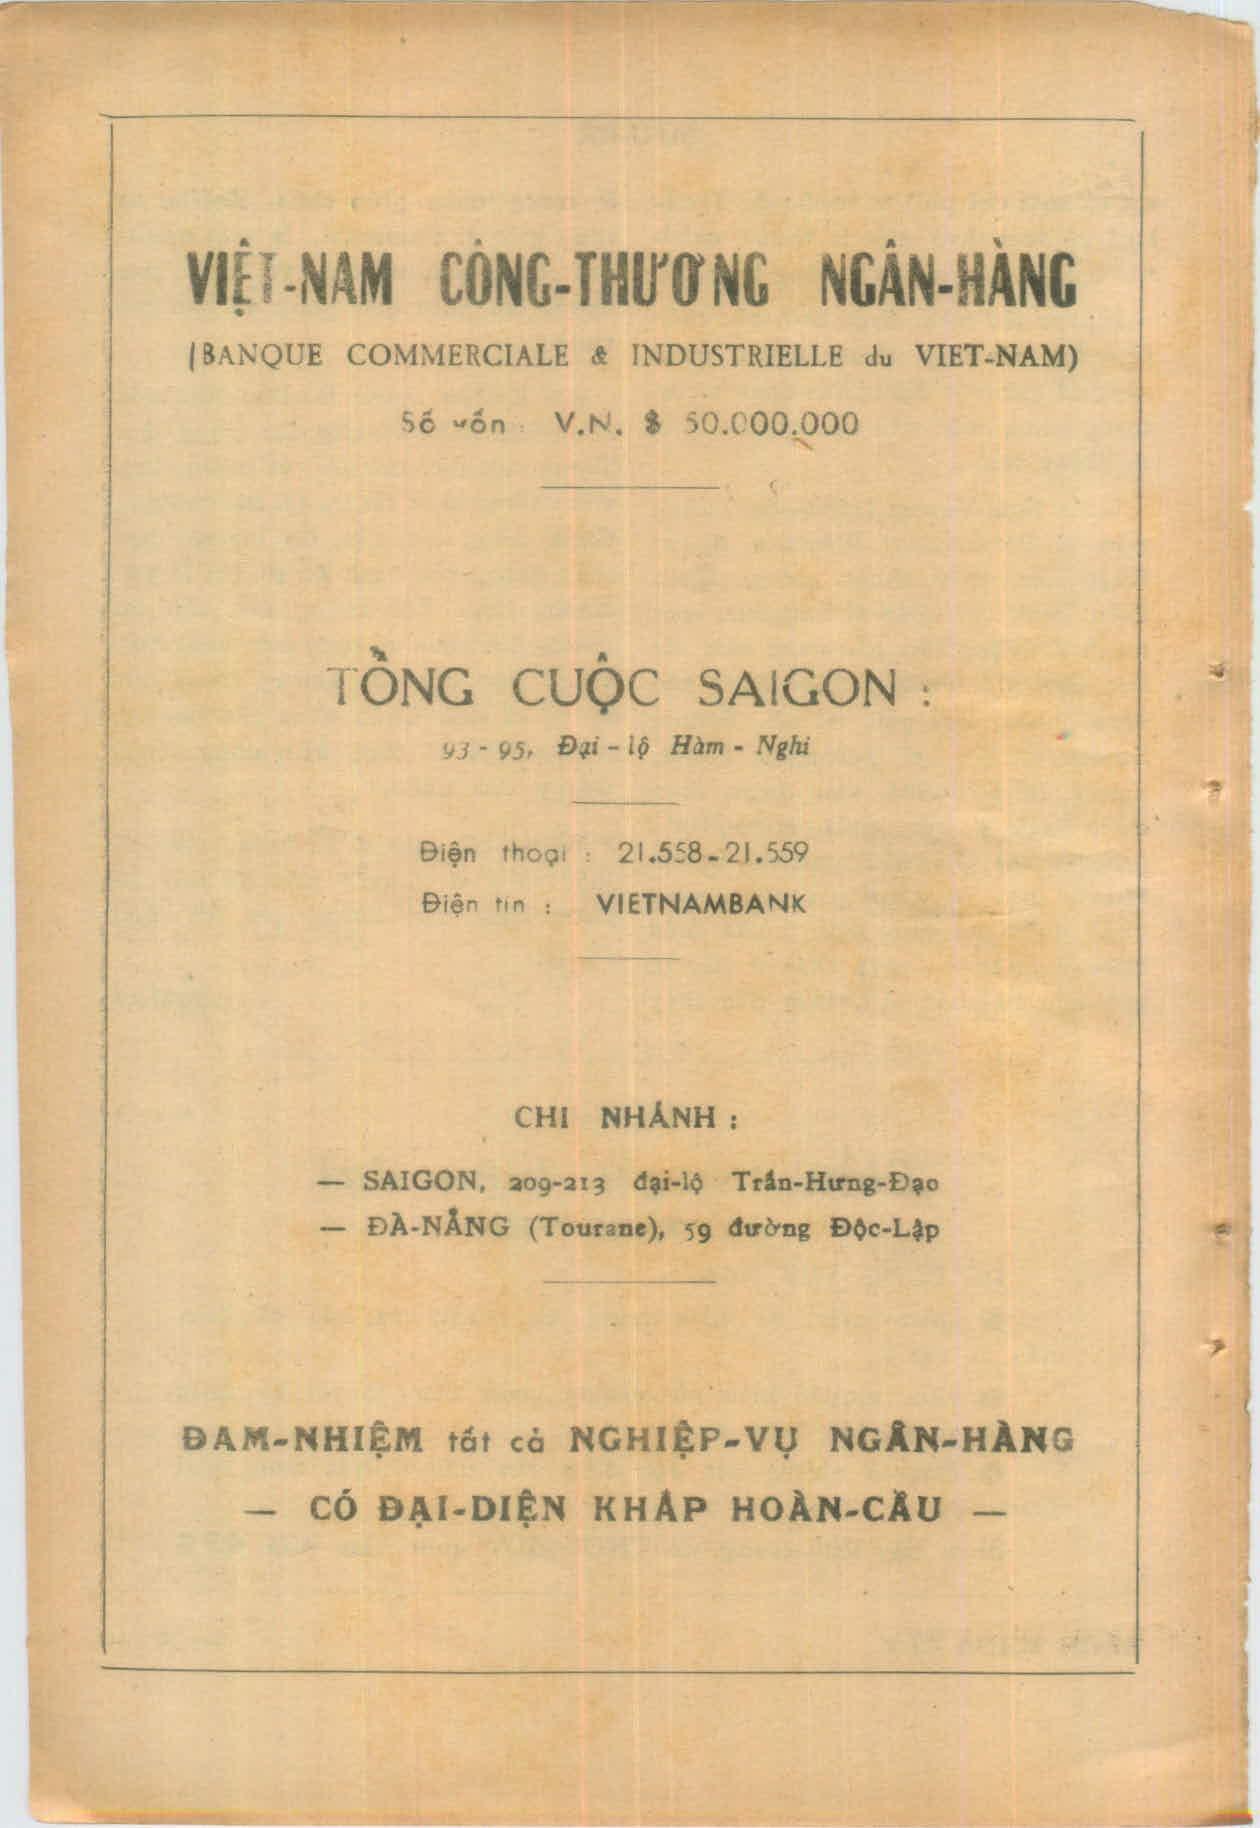 VIỆT-NAM CÔNG-THƯƠNG NGÂN-HÀNG
(BANQUE COMMERCIALE & INDUSTRIELLE du VIET-NAM)
Số vốn : V.N. $ 50.000.000
TỔNG CUỘC SAIGON :
93 - 95, Đại - lộ Hàm - Nghi
Điện thoại : 21.558-21.559
Điện tín : VIETNAMBANK
CHI NHÁNH :
— SAIGON, 209-213 đại-lộ Trần-Hưng-Đạo
— ĐÀ-NẴNG (Tourane), 59 đường Độc-Lập
ĐAM-NHIỆM tất cả NGHIỆP-VỤ NGÂN-HÀNG
— CÓ ĐẠI-DIỆN KHẮP HOÀN-CẦU —